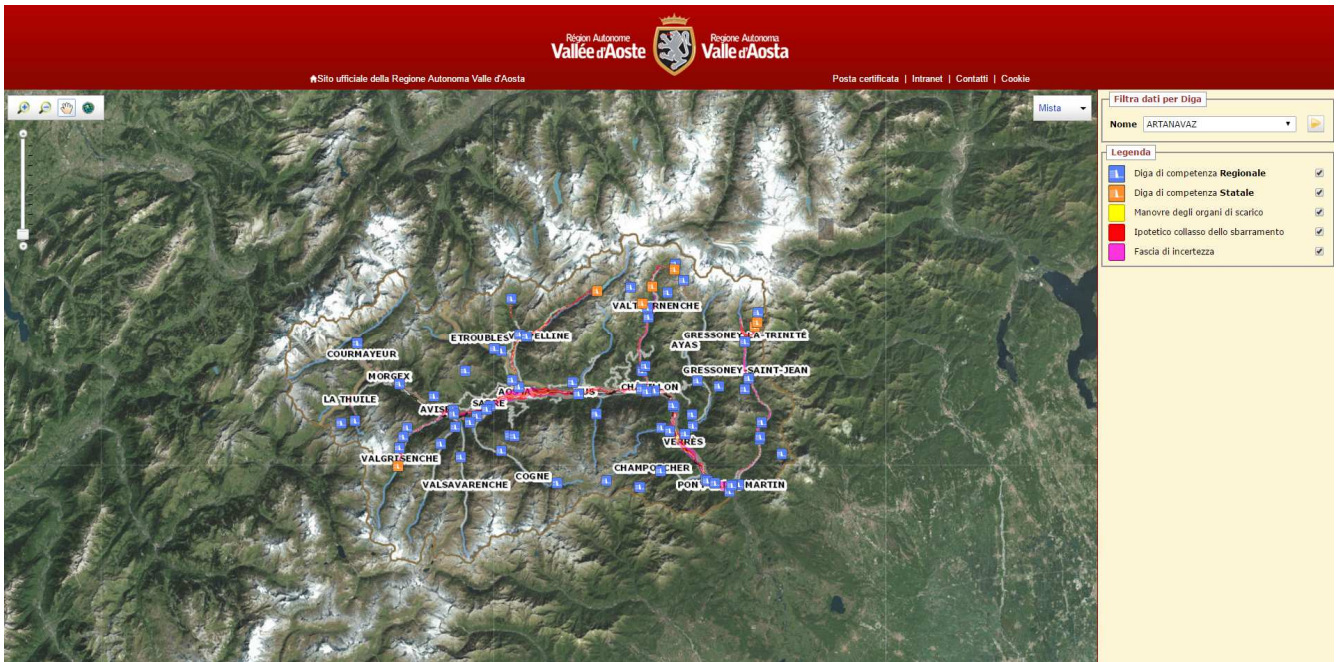 Région Autonome
Vallée d'Aoste
Regione Autonoma
Valle d'Aosta
Sito ufficiale della Regione Autonoma Valle d'Aosta
Posta certificata | Intranet | Contatti | Cookie
Mista
Filtra dati per Diga
Nome ARTANAVAZ
Legenda
Diga di competenza Regionale
Diga di competenza Statale
Manovre degli organi di scarico
Ipotetico collasso dello sbarramento
Fascia di incertezza
ETROUBLES
GRESSONEY-LA-TRINITÉ
AYAS
COURMAYEUR
GRESSONEY-SAINT-JEAN
MORGEX
LA THUILE
SARRE
VERRÈS
VALGRISENCHE
COGNE
VALSAVARENCHE
MARTIN